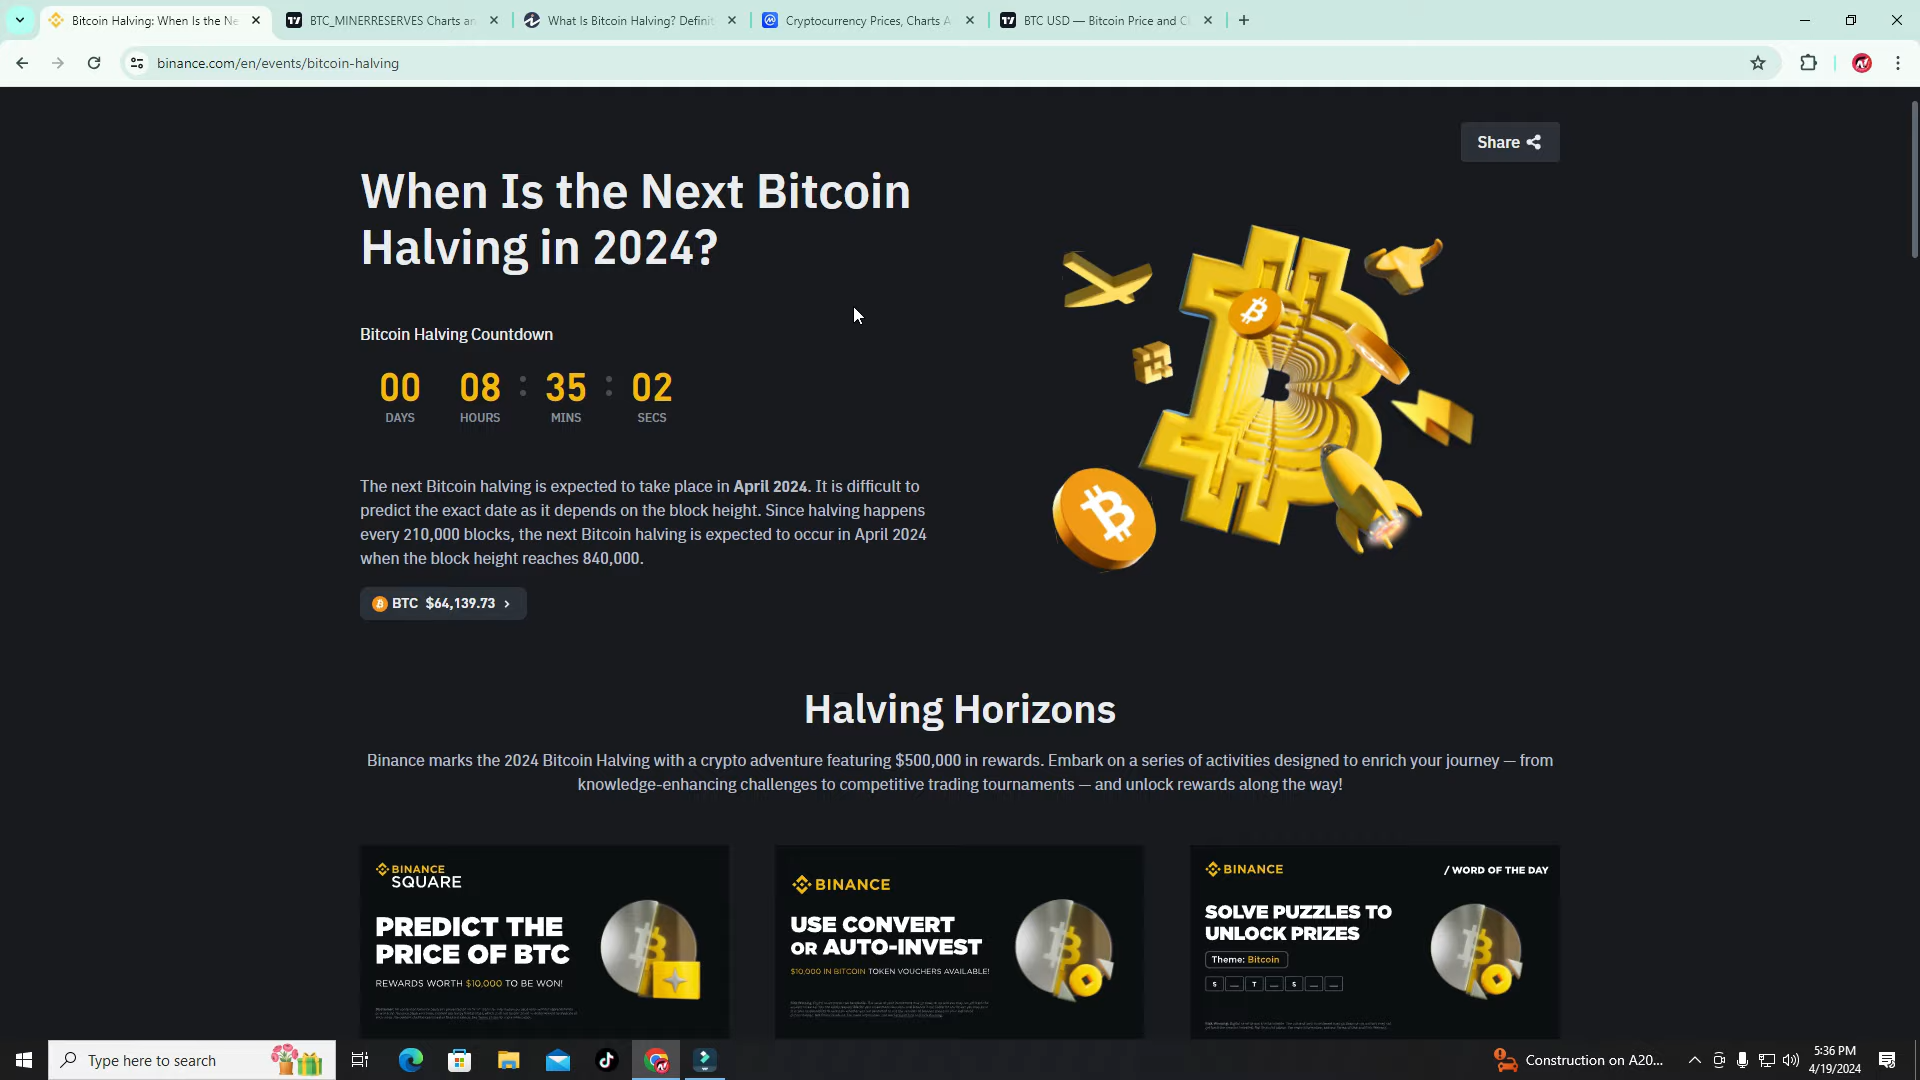 Bitcoin Halving: When Is the Ne
BTC_MINERRESERVES Charts an
What Is Bitcoin Halving? Definit
Cryptocurrency Prices, Charts A
BTC USD — Bitcoin Price and C
binance.com/en/events/bitcoin-halving
Share
When Is the Next Bitcoin
Halving in 2024?
Bitcoin Halving Countdown
00 08 : 35 : 02
DAYS HOURS MINS SECS
The next Bitcoin halving is expected to take place in April 2024. It is difficult to
predict the exact date as it depends on the block height. Since halving happens
every 210,000 blocks, the next Bitcoin halving is expected to occur in April 2024
when the block height reaches 840,000.
BTC $64,139.73
Halving Horizons
Binance marks the 2024 Bitcoin Halving with a crypto adventure featuring $500,000 in rewards. Embark on a series of activities designed to enrich your journey — from
knowledge-enhancing challenges to competitive trading tournaments — and unlock rewards along the way!
BINANCE
SQUARE
PREDICT THE
PRICE OF BTC
REWARDS WORTH $10,000 TO BE WON!
BINANCE
USE CONVERT
OR AUTO-INVEST
$10,000 IN BITCOIN TOKEN VOUCHERS AVAILABLE!
BINANCE
/ WORD OF THE DAY
SOLVE PUZZLES TO
UNLOCK PRIZES
Theme: Bitcoin
S _ T _ S _ _
Type here to search
Construction on A20...
5:36 PM
4/19/2024